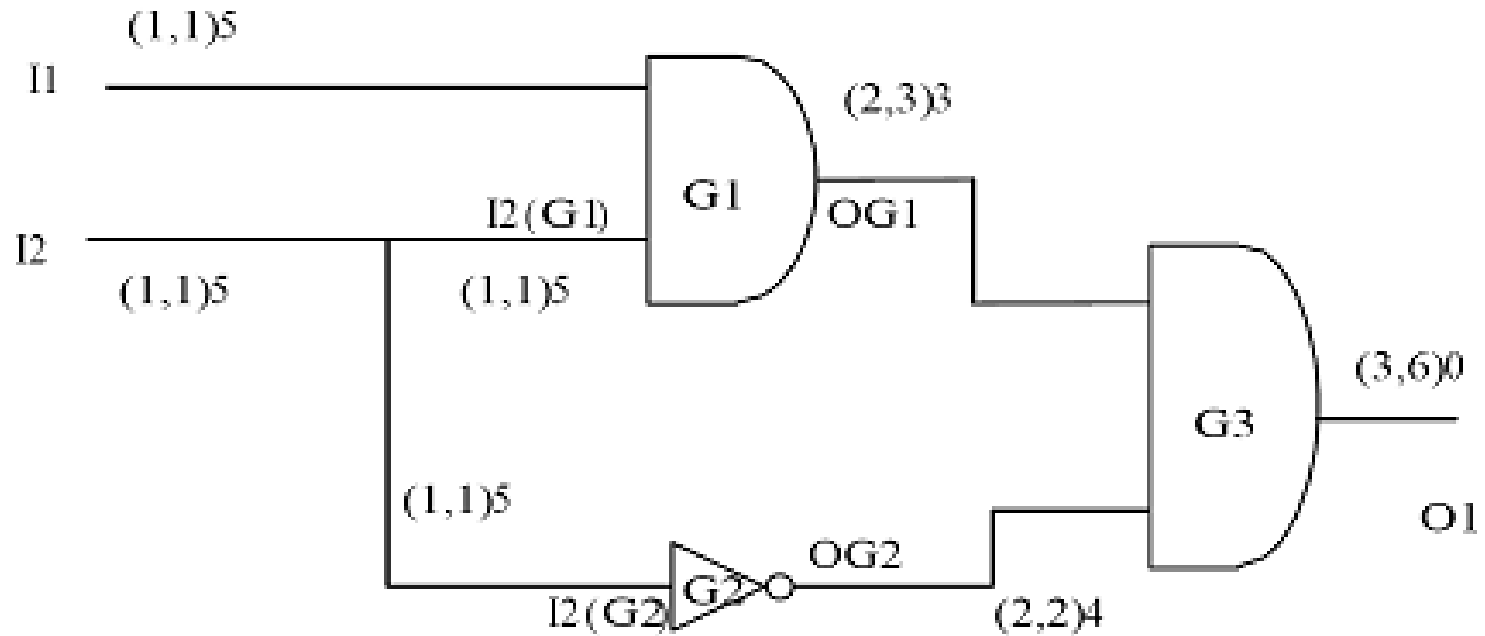 (1,1)5
I1
(2,3)3
G1
I2(G1)
OG1
I2
(1,1)5
(1,1)5
(3,6)0
G3
(1,1)5
O1
OG2
G2
I2(G2)
(2,2)4